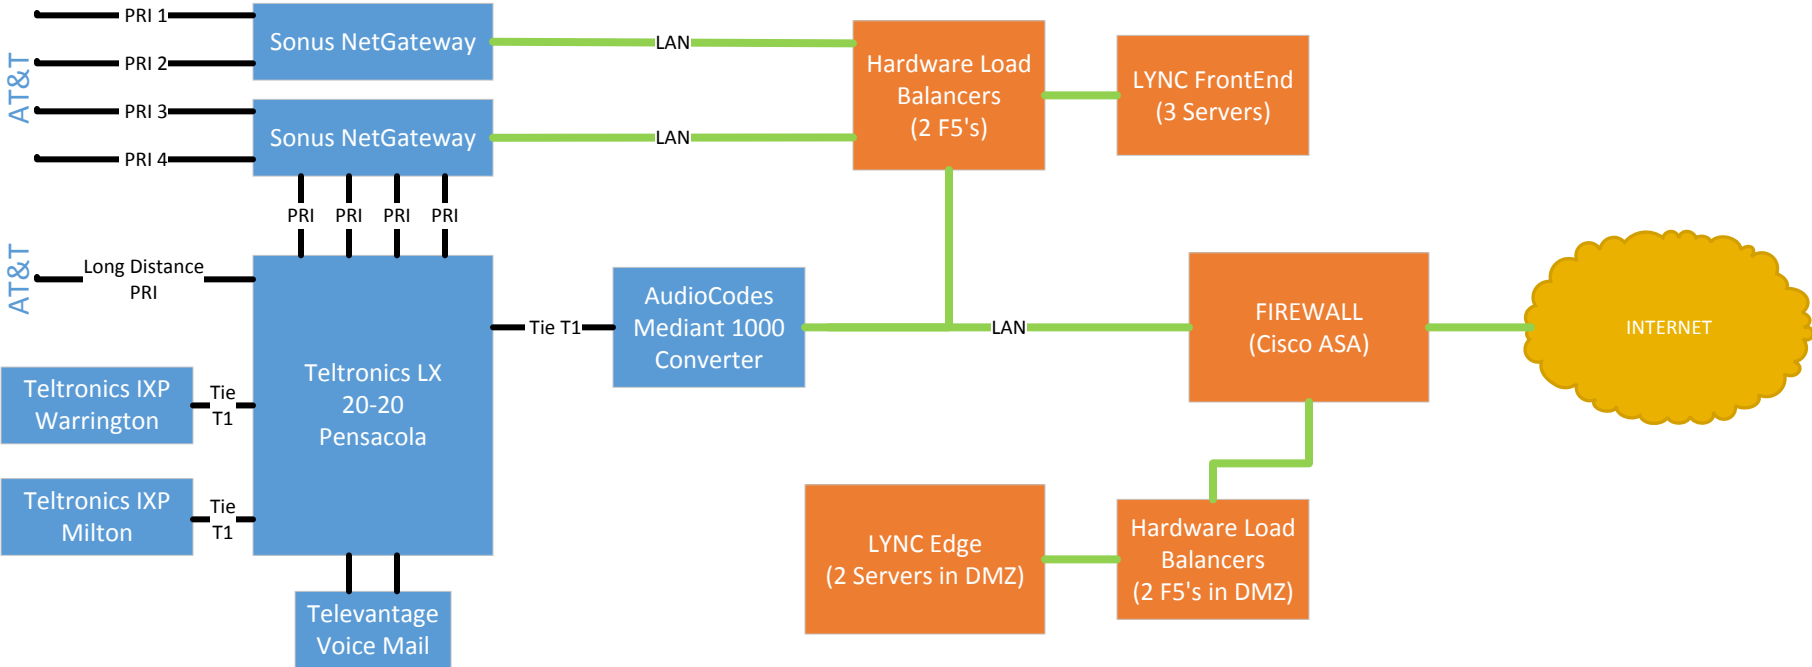 AT&T
PRI 1
PRI 2
PRI 3
PRI 4
Sonus NetGateway
LAN
Sonus NetGateway
LAN
Hardware Load
Balancers
(2 F5's)
LYNC FrontEnd
(3 Servers)
PRI
PRI
PRI
PRI
AT&T
Long Distance
PRI
Teltronics LX
20-20
Pensacola
Tie T1
AudioCodes
Mediant 1000
Converter
LAN
FIREWALL
(Cisco ASA)
INTERNET
Teltronics IXP
Warrington
Tie
T1
Teltronics IXP
Milton
Tie
T1
Televantage
Voice Mail
LYNC Edge
(2 Servers in DMZ)
Hardware Load
Balancers
(2 F5's in DMZ)